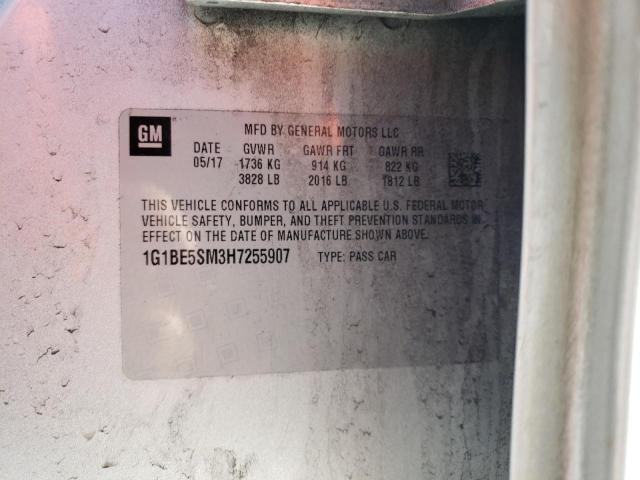 GM
MFD BY GENERAL MOTORS LLC
DATE GVWR GAWR FRT GAWR RR
05/17 1736 KG 914 KG 822 KG
3828 LB 2016 LB 1812 LB
THIS VEHICLE CONFORMS TO ALL APPLICABLE U.S. FEDERAL MOTOR
VEHICLE SAFETY, BUMPER, AND THEFT PREVENTION STANDARDS IN
EFFECT ON THE DATE OF MANUFACTURE SHOWN ABOVE.
1G1BE5SM3H7255907 TYPE: PASS CAR